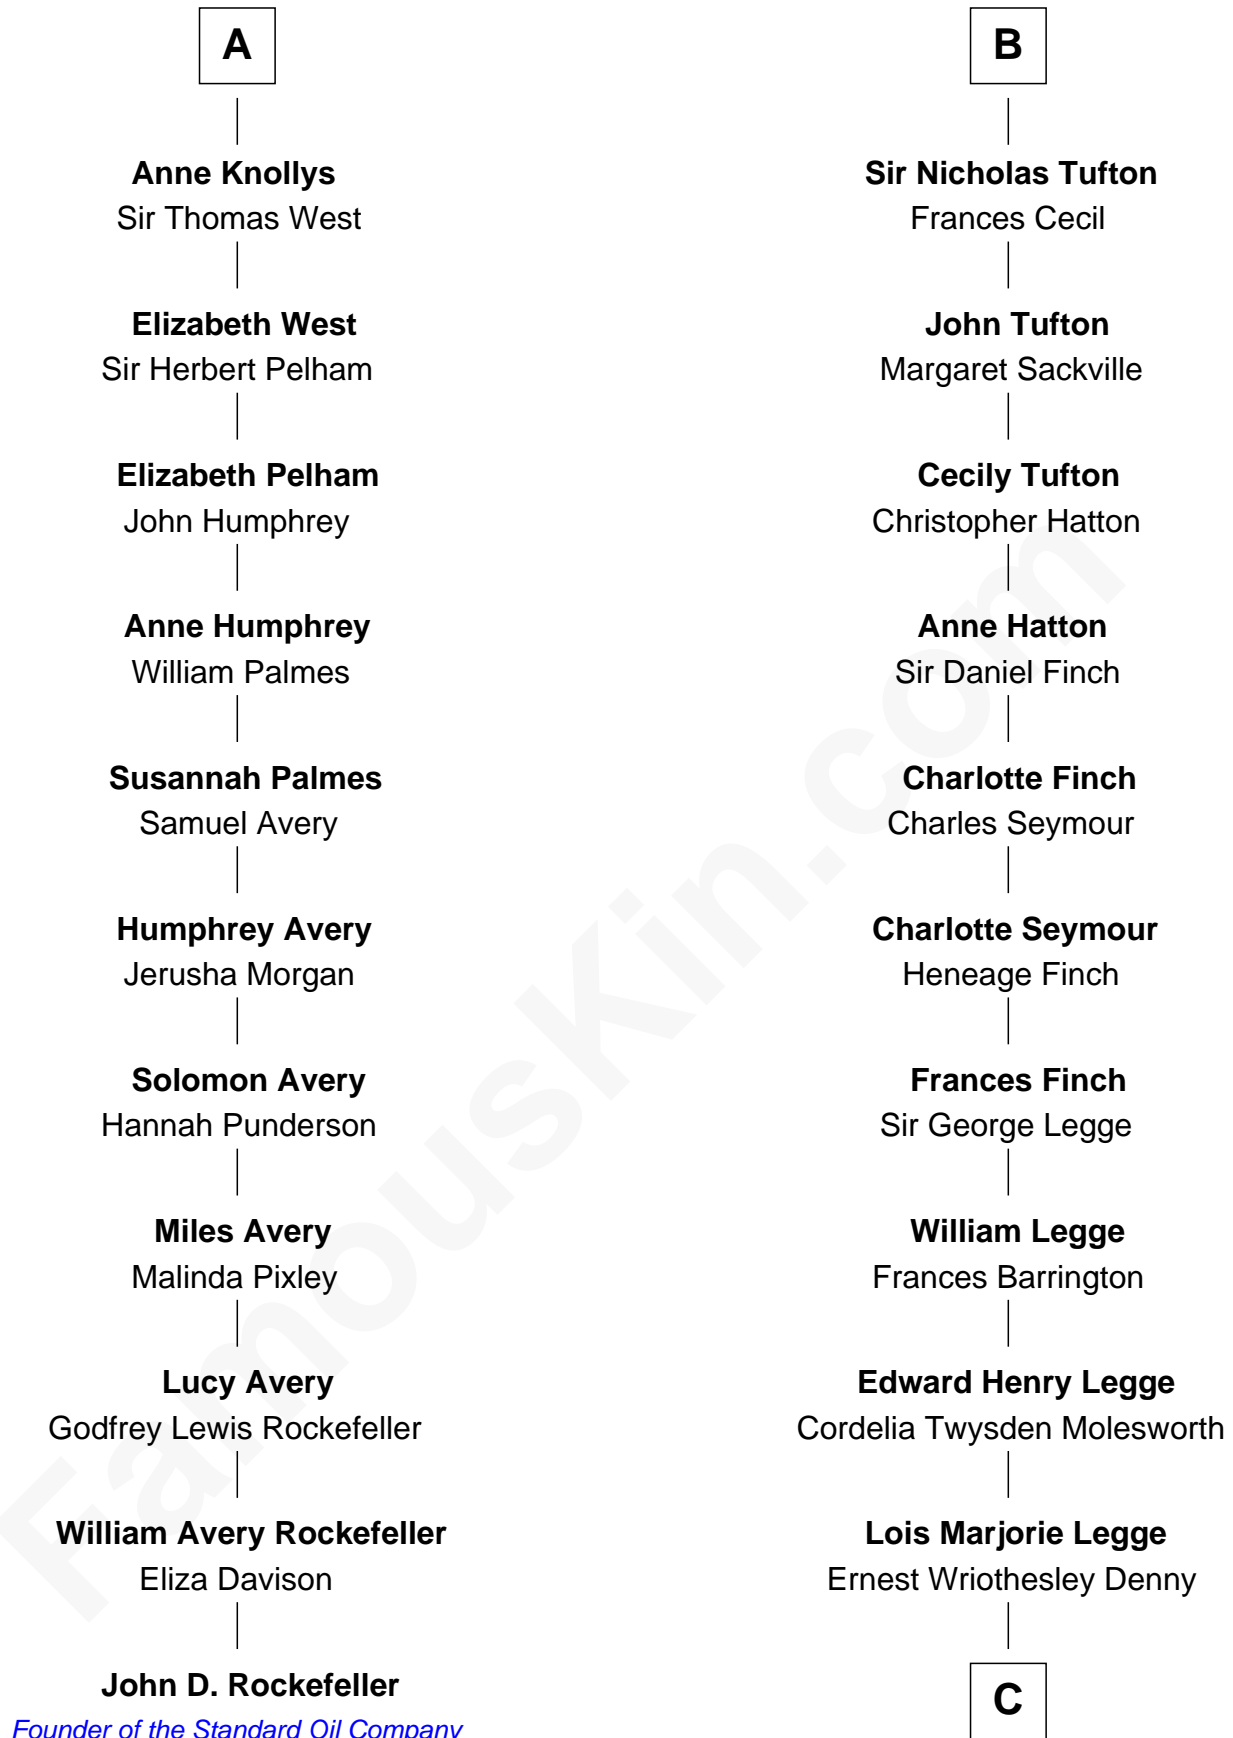 A
Anne Knollys
Sir Thomas West
Elizabeth West
Sir Herbert Pelham
Elizabeth Pelham
John Humphrey
Anne Humphrey
William Palmes
Susannah Palmes
Samuel Avery
Humphrey Avery
Jerusha Morgan
Solomon Avery
Hannah Punderson
Miles Avery
Malinda Pixley
Lucy Avery
Godfrey Lewis Rockefeller
William Avery Rockefeller
Eliza Davison
John D. Rockefeller
Founder of the Standard Oil Company
B
Sir Nicholas Tufton
Frances Cecil
John Tufton
Margaret Sackville
Cecily Tufton
Christopher Hatton
Anne Hatton
Sir Daniel Finch
Charlotte Finch
Charles Seymour
Charlotte Seymour
Heneage Finch
Frances Finch
Sir George Legge
William Legge
Frances Barrington
Edward Henry Legge
Cordelia Twysden Molesworth
Lois Marjorie Legge
Ernest Wriothesley Denny
C
FamousKin.com